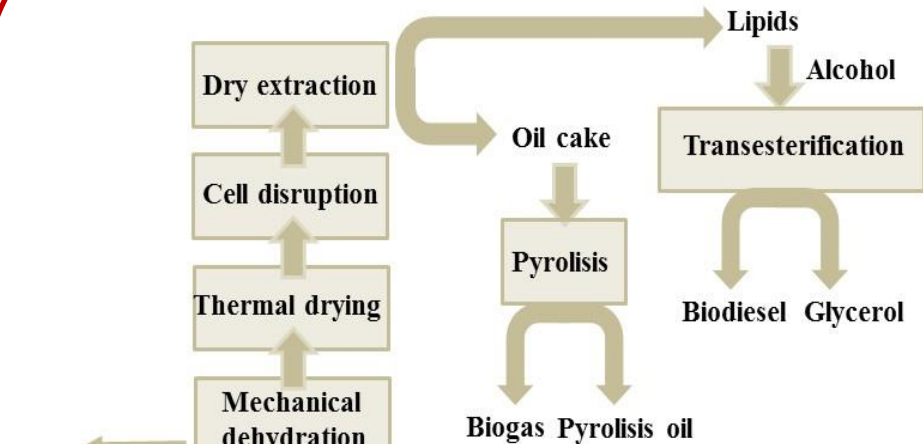 Lipids
Alcohol
Dry extraction
Oil cake
Transesterification
Cell disruption
Pyrolisis
Thermal drying
Biodiesel Glycerol
Mechanical
dehydration
Biogas Pyrolisis oil